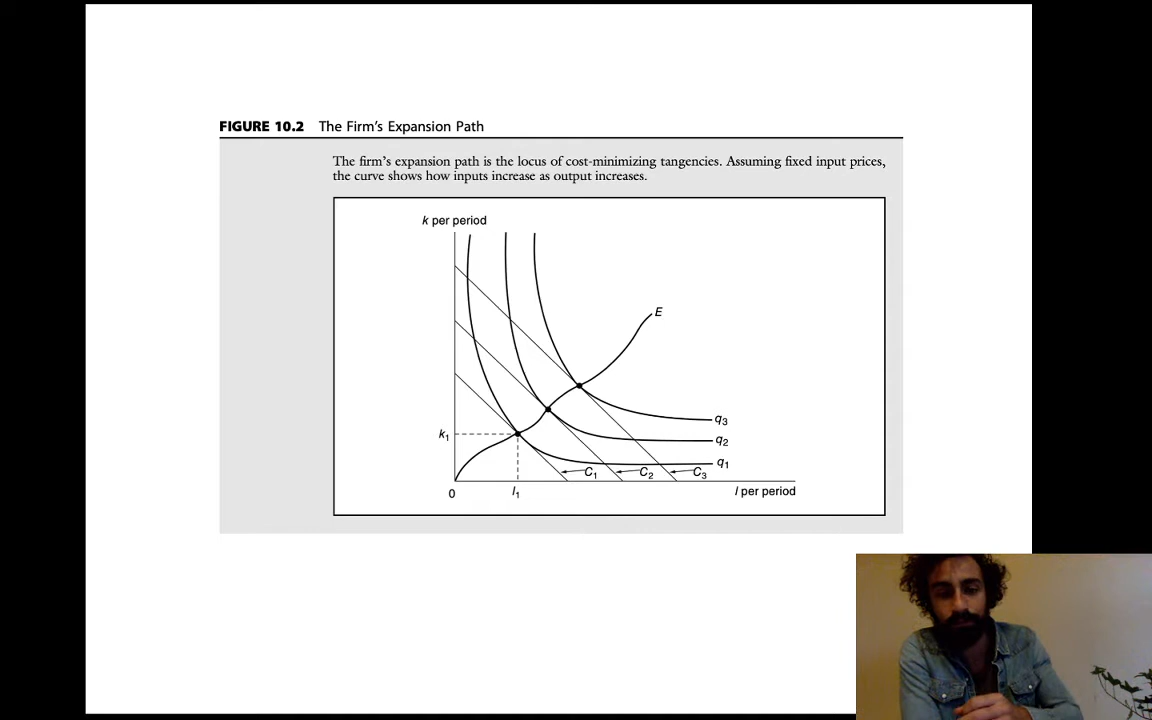 FIGURE 10.2 The Firm's Expansion Path
The firm's expansion path is the locus of cost-minimizing tangencies. Assuming fixed input prices,
the curve shows how inputs increase as output increases.
k per period
E
q₃
k₁
q₂
q₁
C₁ C₂ C₃
0 l₁ l per period